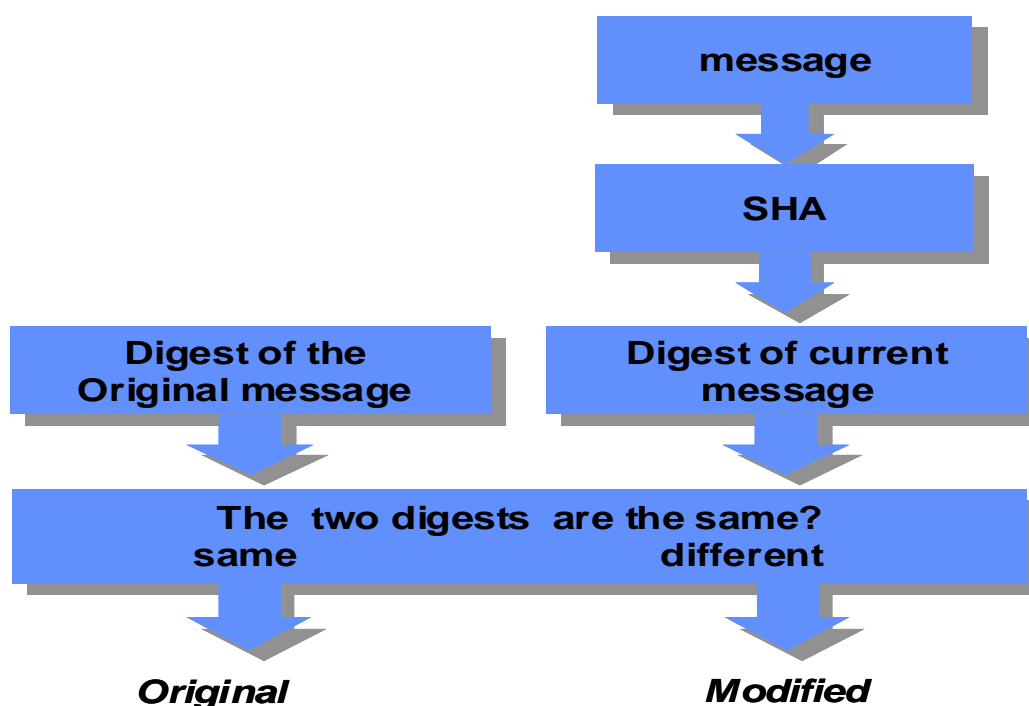 message
SHA
Digest of the
Original message
Digest of current
message
The two digests are the same?
same different
Original Modified